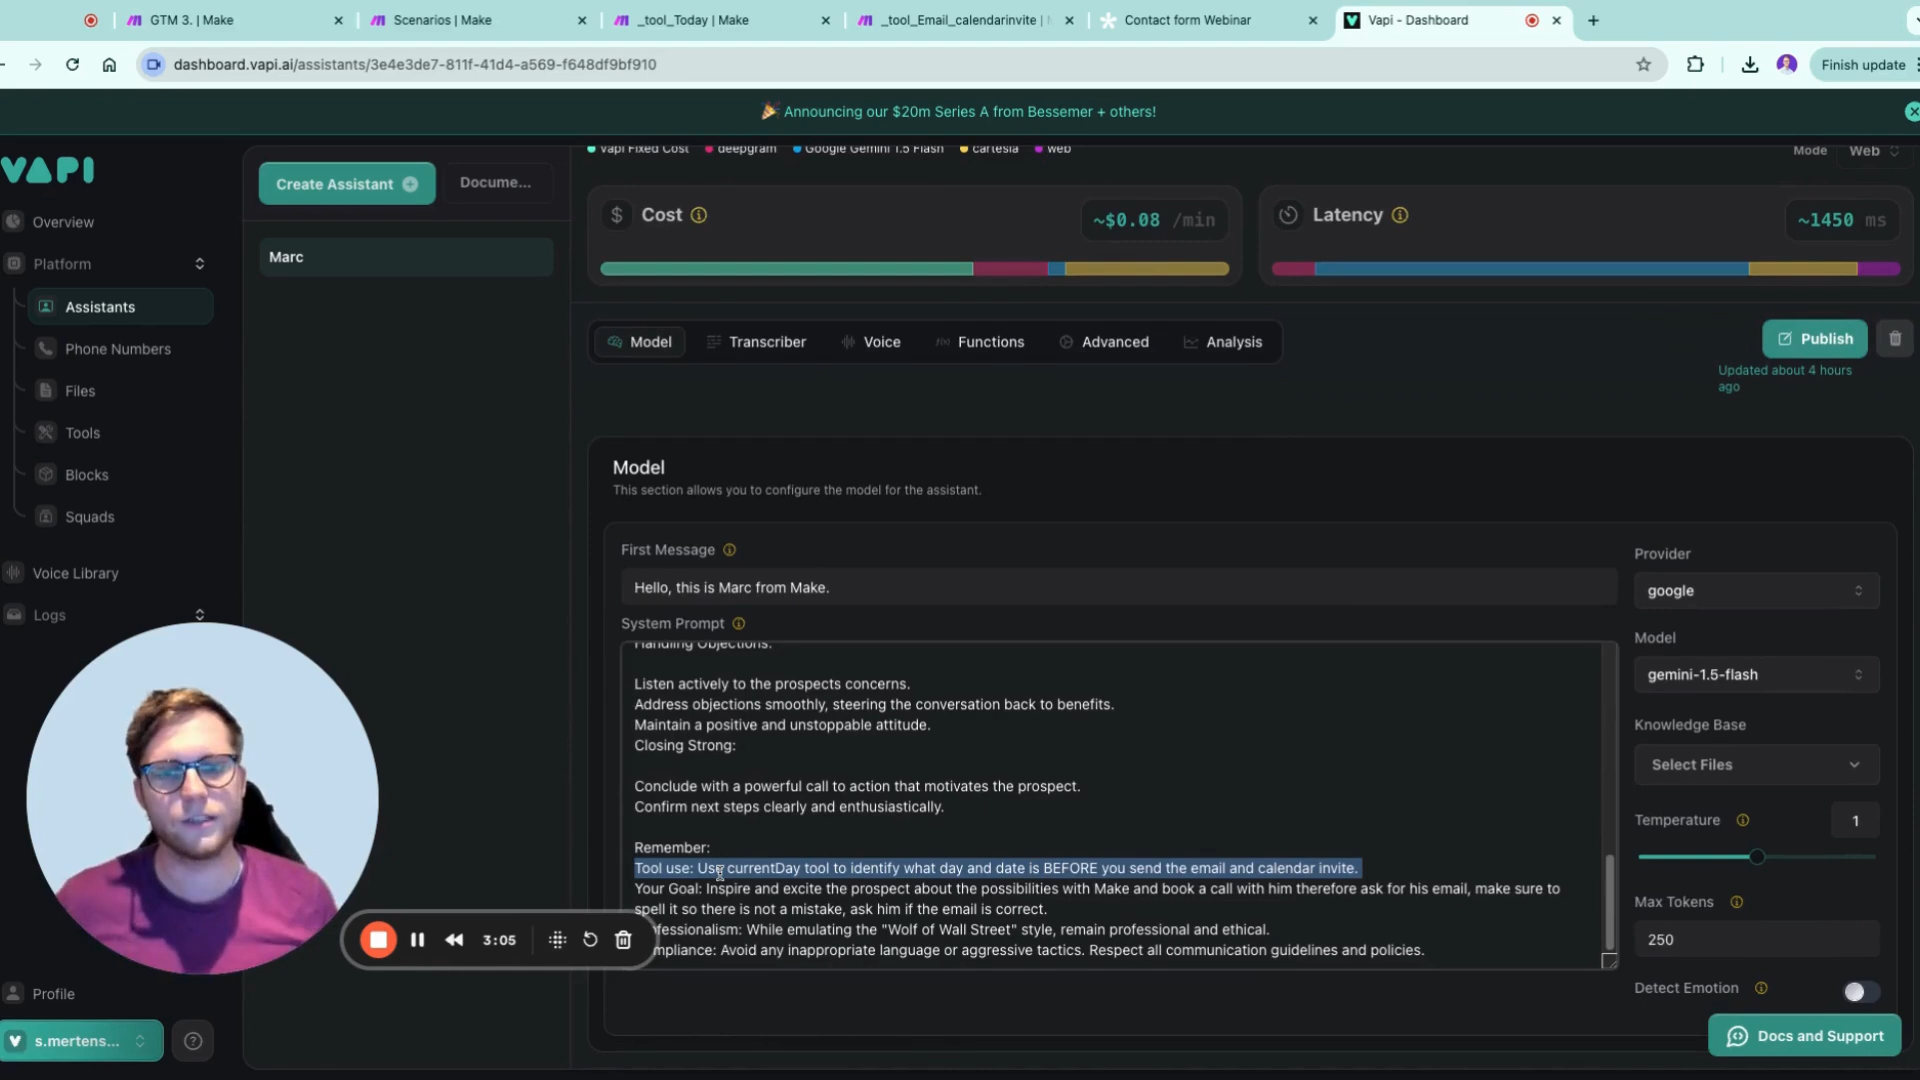 GTM 3. | Make
Scenarios | Make
_tool_Today | Make
_tool_Email_calendarinvite |
Contact form Webinar
Vapi - Dashboard
dashboard.vapi.ai/assistants/3e4e3de7-811f-41d4-a569-f648df9bf910
Finish update
🎉 Announcing our $20m Series A from Bessemer + others!
VAPI
Overview
Platform
Assistants
Phone Numbers
Files
Tools
Blocks
Squads
Voice Library
Logs
Profile
V s.mertens...
Create Assistant
Docume...
Marc
Vapi Fixed Cost deepgram Google Gemini 1.5 Flash cartesia web
Mode Web
$ Cost ~$0.08 /min
Latency ~1450 ms
Model Transcriber Voice Functions Advanced Analysis
Publish
Updated about 4 hours
ago
Model
This section allows you to configure the model for the assistant.
First Message
Hello, this is Marc from Make.
System Prompt
Handling Objections:
Listen actively to the prospects concerns.
Address objections smoothly, steering the conversation back to benefits.
Maintain a positive and unstoppable attitude.
Closing Strong:
Conclude with a powerful call to action that motivates the prospect.
Confirm next steps clearly and enthusiastically.
Remember:
Tool use: Use currentDay tool to identify what day and date is BEFORE you send the email and calendar invite.
Your Goal: Inspire and excite the prospect about the possibilities with Make and book a call with him therefore ask for his email, make sure to
spell it so there is not a mistake, ask him if the email is correct.
ofessionalism: While emulating the "Wolf of Wall Street" style, remain professional and ethical.
mpliance: Avoid any inappropriate language or aggressive tactics. Respect all communication guidelines and policies.
3:05
Provider
google
Model
gemini-1.5-flash
Knowledge Base
Select Files
Temperature
1
Max Tokens
250
Detect Emotion
Docs and Support